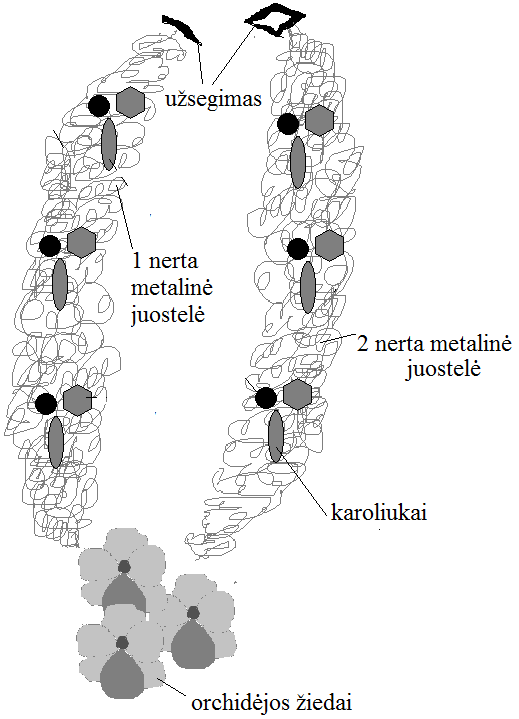 užsegimas
1 nerta
metalinė
juostelė
2 nerta metalinė
juostelė
karoliukai
orchidėjos žiedai